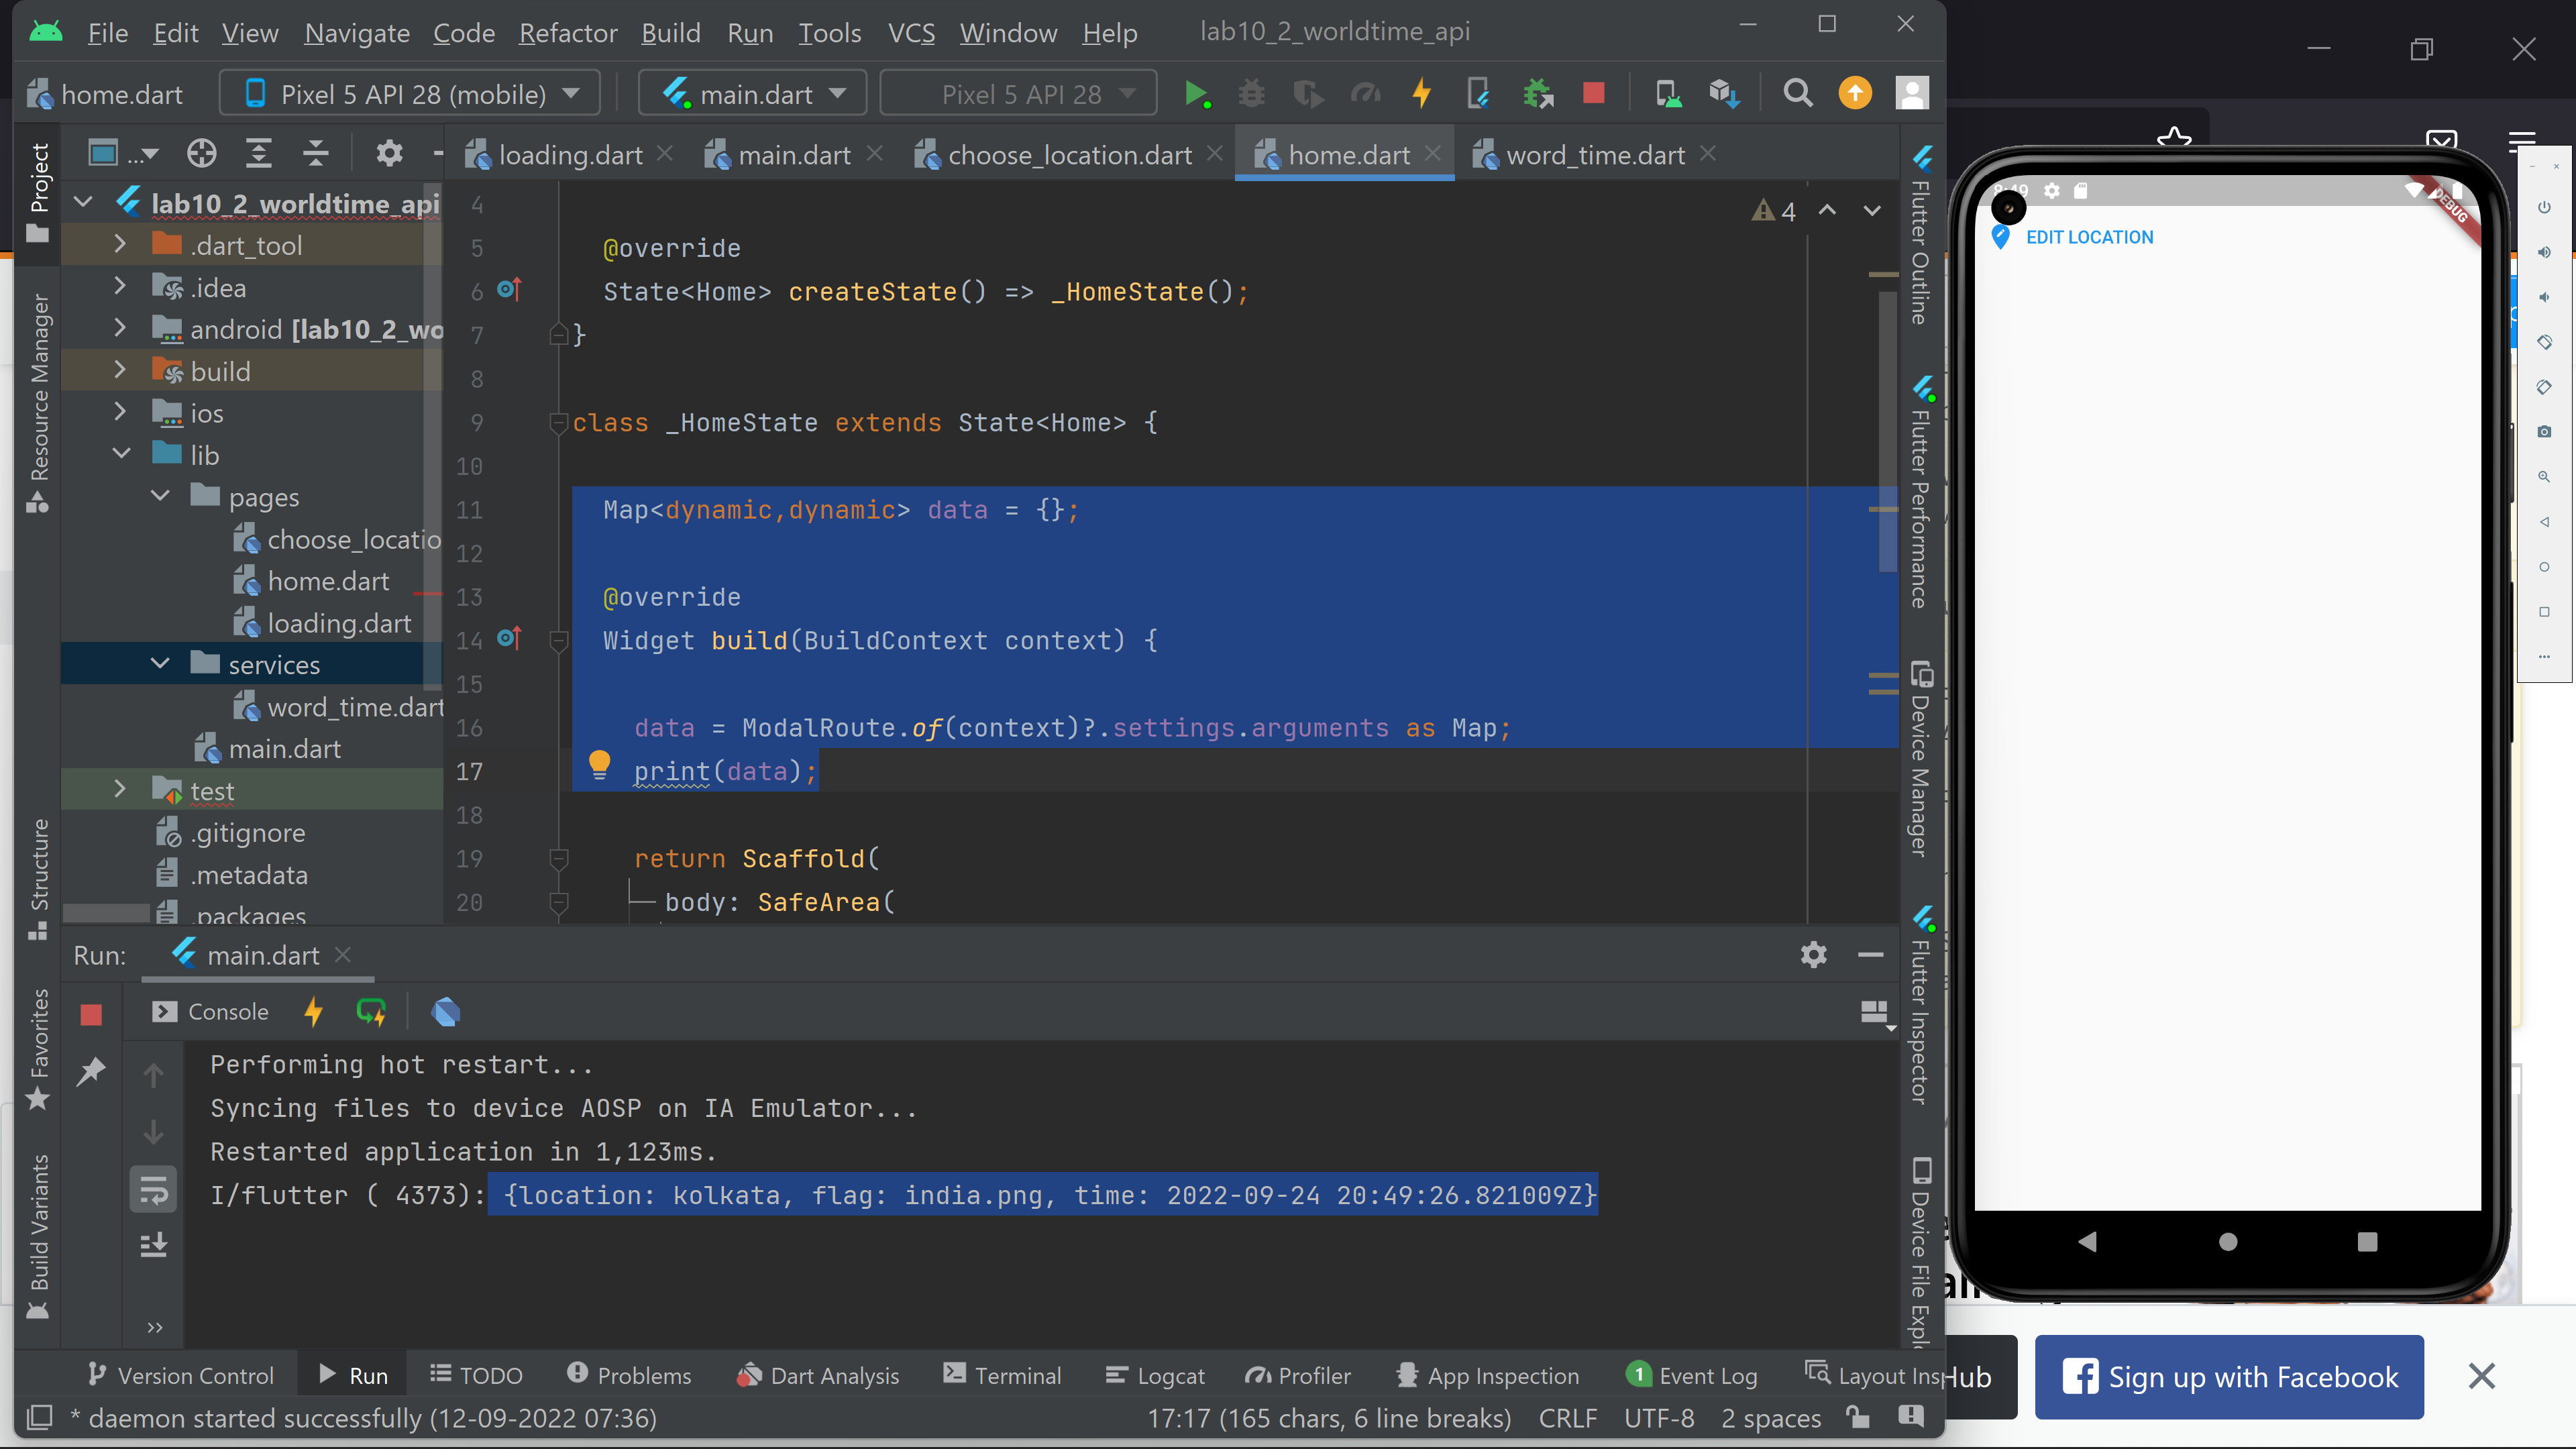 File Edit View Navigate Code Refactor Build Run Tools VCS Window Help lab10_2_worldtime_api
home.dart Pixel 5 API 28 (mobile) main.dart Pixel 5 API 28
...
loading.dart main.dart choose_location.dart home.dart word_time.dart
Project
Resource Manager
Structure
Favorites
Build Variants
lab10_2_worldtime_api
.dart_tool
.idea
android [lab10_2_wo
build
ios
lib
pages
choose_locatio
home.dart
loading.dart
services
word_time.dart
main.dart
test
.gitignore
.metadata
.packages
4
5 @override
6 State<Home> createState() => _HomeState();
7 }
8
9 class _HomeState extends State<Home> {
10
11 Map<dynamic,dynamic> data = {};
12
13 @override
14 Widget build(BuildContext context) {
15
16 data = ModalRoute.of(context)?.settings.arguments as Map;
17 print(data);
18
19 return Scaffold(
20 body: SafeArea(
4
Flutter Outline
Flutter Performance
Device Manager
Flutter Inspector
Device File Explo
Run: main.dart
Console
Performing hot restart...
Syncing files to device AOSP on IA Emulator...
Restarted application in 1,123ms.
I/flutter ( 4373): {location: kolkata, flag: india.png, time: 2022-09-24 20:49:26.821009Z}
Version Control Run TODO Problems Dart Analysis Terminal Logcat Profiler App Inspection 1 Event Log Layout Ins
* daemon started successfully (12-09-2022 07:36) 17:17 (165 chars, 6 line breaks) CRLF UTF-8 2 spaces
8:49
DEBUG
EDIT LOCATION
Hub
Sign up with Facebook